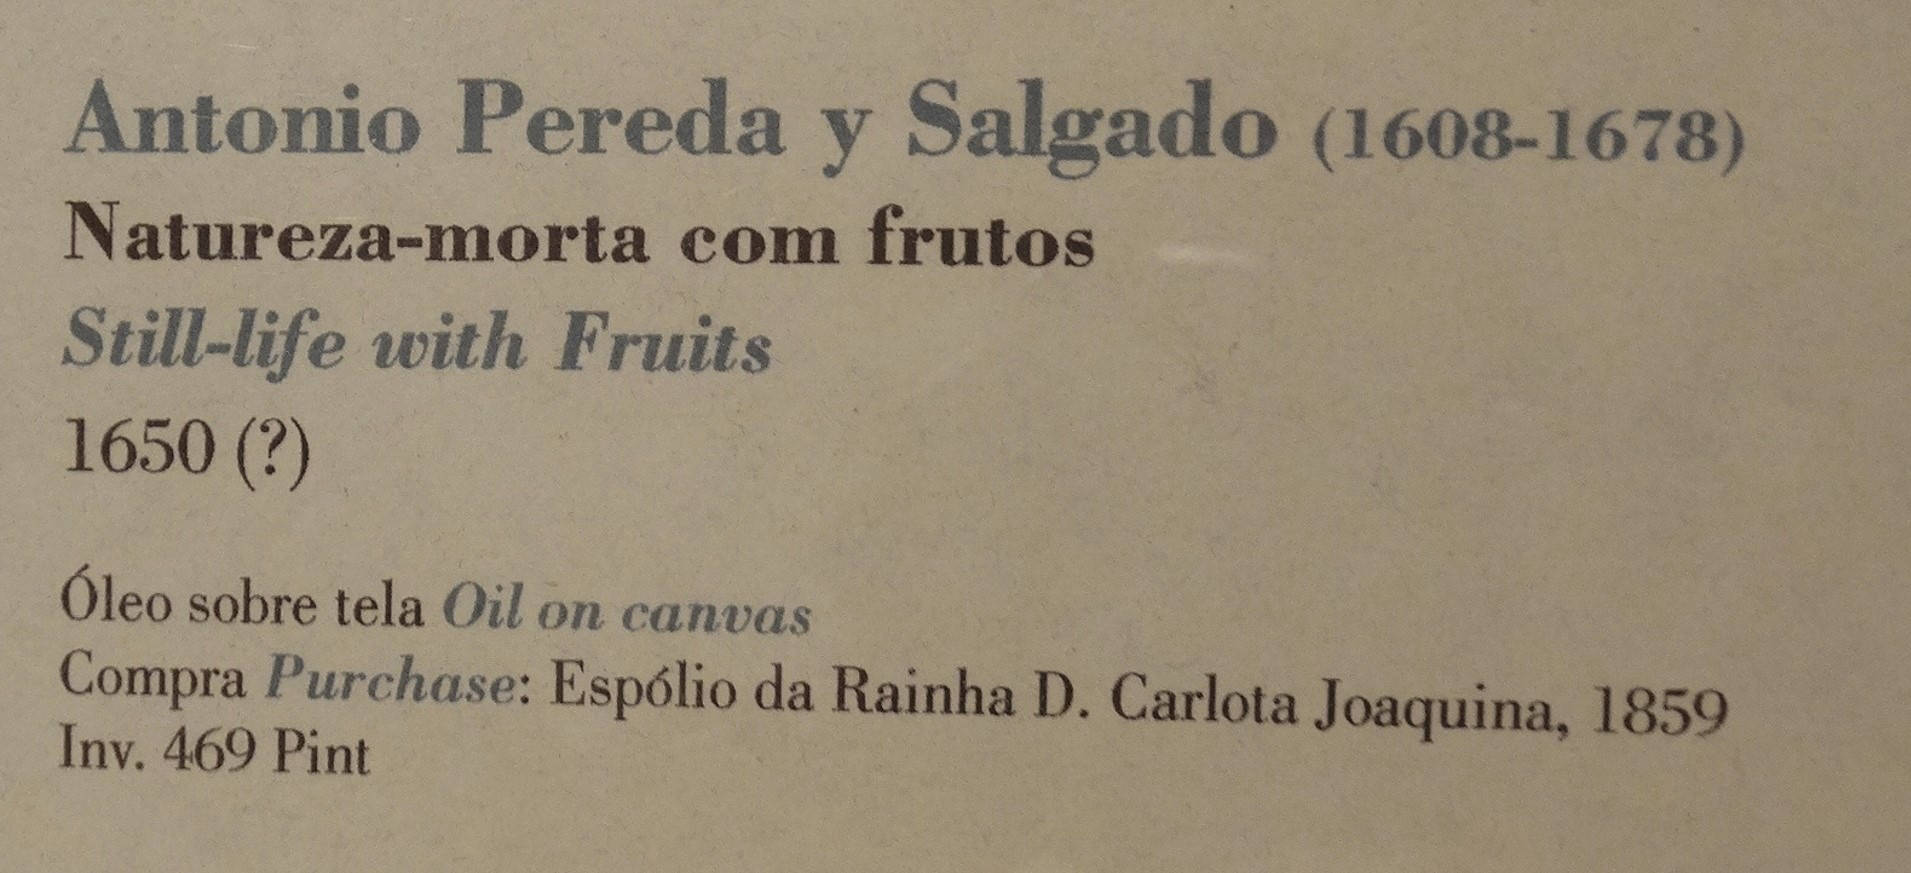 Antonio Pereda y Salgado (1608-1678)
Natureza-morta com frutos
Still-life with Fruits
1650 (?)
Óleo sobre tela Oil on canvas
Compra Purchase: Espólio da Rainha D. Carlota Joaquina, 1859
Inv. 469 Pint